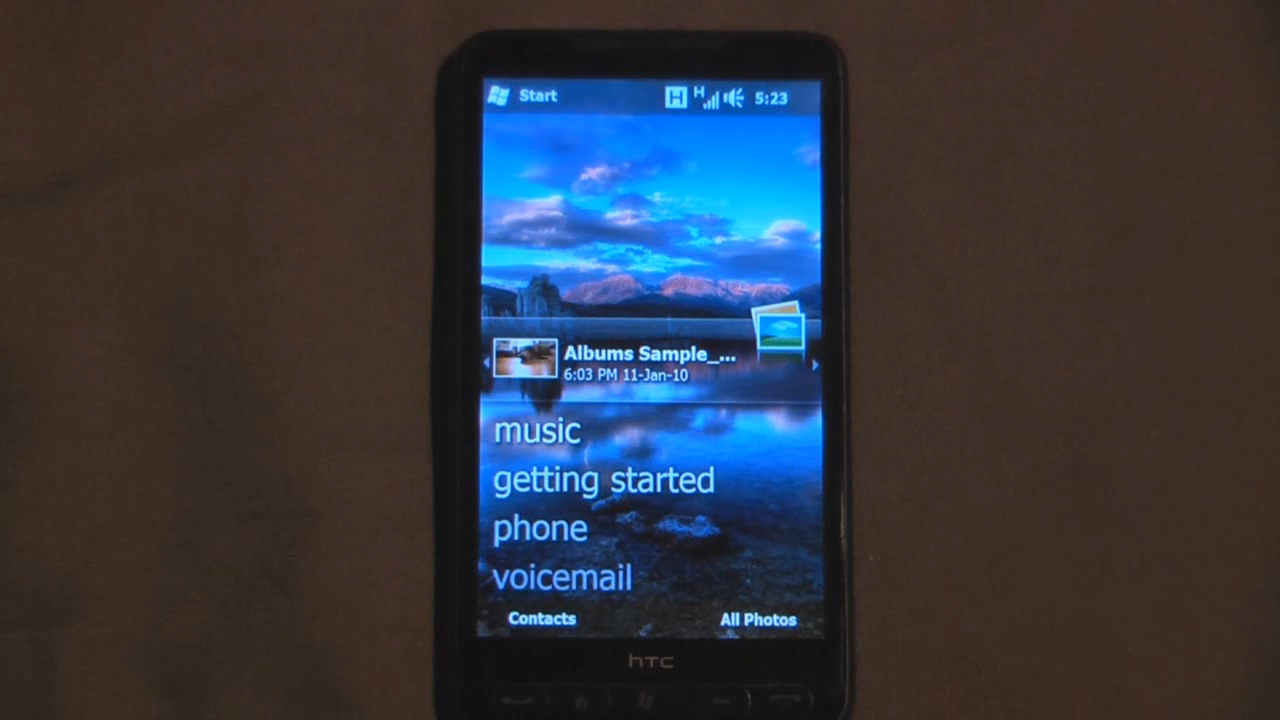 Start H H 5:23
Albums Sample_...
6:03 PM 11-Jan-10
music
getting started
phone
voicemail
Contacts All Photos
hTC